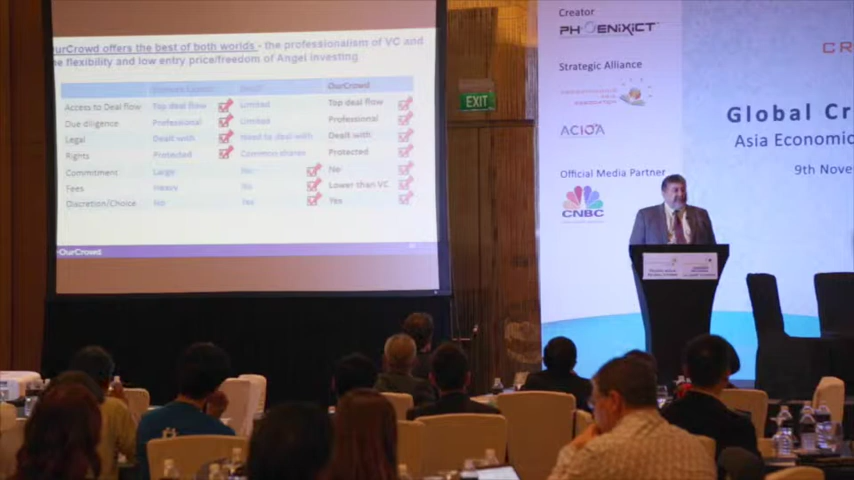 OurCrowd offers the best of both worlds - the professionalism of VC and
the flexibility and low entry price/freedom of Angel investing
OurCrowd
Access to Deal flow Top deal flow Limited Top deal flow
Due diligence Professional Limited Professional
Legal Dealt with Need to deal with Dealt with
Rights Protected Common shares Protected
Commitment Large No No
Fees Heavy No Lower than VC
Discretion/Choice No Yes Yes
OurCrowd
EXIT
Creator
PHOENIXICT
Strategic Alliance
ACIOA
Official Media Partner
CNBC
CR
Global Cr
Asia Economic
9th Nove